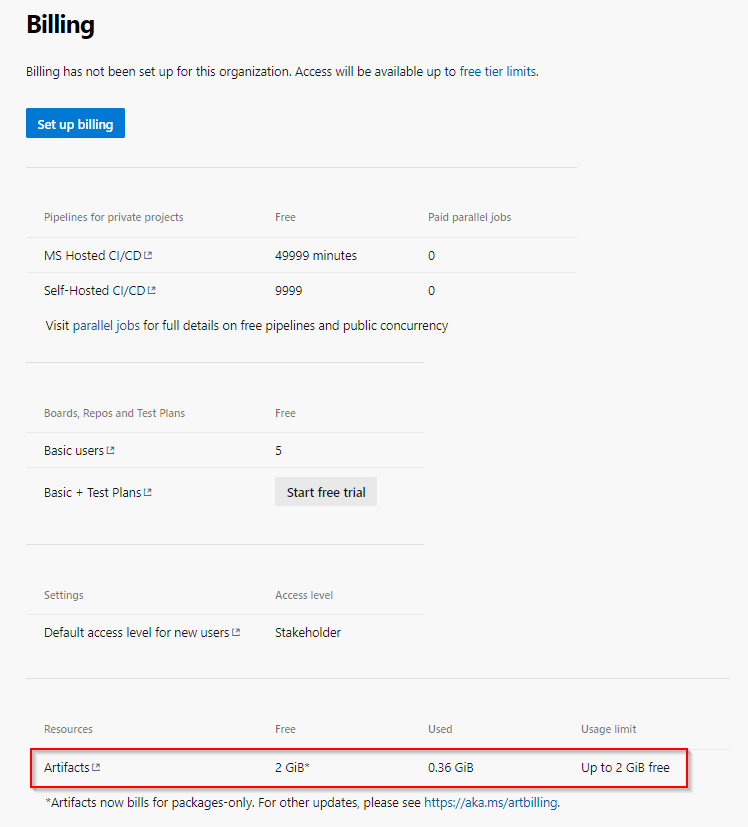 Billing
Billing has not been set up for this organization. Access will be available up to free tier limits.
Set up billing
Pipelines for private projects Free Paid parallel jobs
MS Hosted CI/CD 49999 minutes 0
Self-Hosted CI/CD 9999 0
Visit parallel jobs for full details on free pipelines and public concurrency
Boards, Repos and Test Plans Free
Basic users 5
Basic + Test Plans Start free trial
Settings Access level
Default access level for new users Stakeholder
Resources Free Used Usage limit
Artifacts 2 GiB* 0.36 GiB Up to 2 GiB free
*Artifacts now bills for packages-only. For other updates, please see https://aka.ms/artbilling.